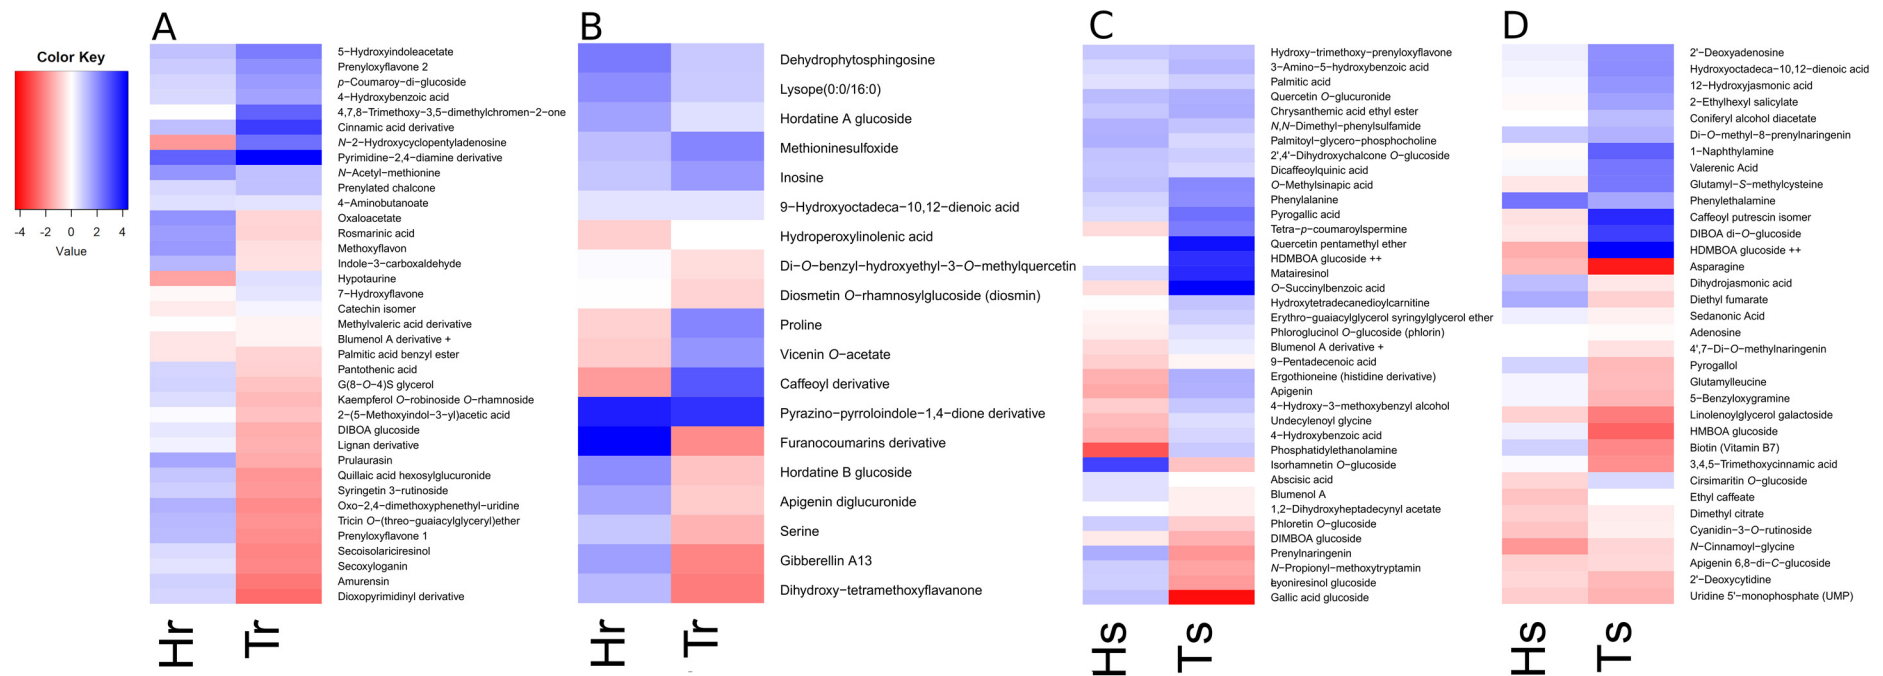 Color Key
-4 -2 0 2 4
Value
A
5−Hydroxyindoleacetate
Prenyloxyflavone 2
p−Coumaroy−di−glucoside
4−Hydroxybenzoic acid
4,7,8−Trimethoxy−3,5−dimethylchromen−2−one
Cinnamic acid derivative
N−2−Hydroxycyclopentyladenosine
Pyrimidine−2,4−diamine derivative
N−Acetyl−methionine
Prenylated chalcone
4−Aminobutanoate
Oxaloacetate
Rosmarinic acid
Methoxyflavon
Indole−3−carboxaldehyde
Hypotaurine
7−Hydroxyflavone
Catechin isomer
Methylvaleric acid derivative
Blumenol A derivative +
Palmitic acid benzyl ester
Pantothenic acid
G(8−O−4)S glycerol
Kaempferol O−robinoside O−rhamnoside
2−(5−Methoxyindol−3−yl)acetic acid
DIBOA glucoside
Lignan derivative
Prulaurasin
Quillaic acid hexosylglucuronide
Syringetin 3−rutinoside
Oxo−2,4−dimethoxyphenethyl−uridine
Tricin O−(threo−guaiacylglyceryl)ether
Prenyloxyflavone 1
Secoisolariciresinol
Secoxyloganin
Amurensin
Dioxopyrimidinyl derivative
Hr Tr
B
Dehydrophytosphingosine
Lysope(0:0/16:0)
Hordatine A glucoside
Methioninesulfoxide
Inosine
9−Hydroxyoctadeca−10,12−dienoic acid
Hydroperoxylinolenic acid
Di−O−benzyl−hydroxyethyl−3−O−methylquercetin
Diosmetin O−rhamnosylglucoside (diosmin)
Proline
Vicenin O−acetate
Caffeoyl derivative
Pyrazino−pyrroloindole−1,4−dione derivative
Furanocoumarins derivative
Hordatine B glucoside
Apigenin diglucuronide
Serine
Gibberellin A13
Dihydroxy−tetramethoxyflavanone
Hr Tr
C
Hydroxy−trimethoxy−prenyloxyflavone
3−Amino−5−hydroxybenzoic acid
Palmitic acid
Quercetin O−glucuronide
Chrysanthemic acid ethyl ester
N,N−Dimethyl−phenylsulfamide
Palmitoyl−glycero−phosphocholine
2',4'−Dihydroxychalcone O−glucoside
Dicaffeoylquinic acid
O−Methylsinapic acid
Phenylalanine
Pyrogallic acid
Tetra−p−coumaroylspermine
Quercetin pentamethyl ether
HDMBOA glucoside ++
Matairesinol
O−Succinylbenzoic acid
Hydroxytetradecanedioylcarnitine
Erythro−guaiacylglycerol syringylglycerol ether
Phloroglucinol O−glucoside (phlorin)
Blumenol A derivative +
9−Pentadecenoic acid
Ergothioneine (histidine derivative)
Apigenin
4−Hydroxy−3−methoxybenzyl alcohol
Undecylenoyl glycine
4−Hydroxybenzoic acid
Phosphatidylethanolamine
Isorhamnetin O−glucoside
Abscisic acid
Blumenol A
1,2−Dihydroxyheptadecynyl acetate
Phloretin O−glucoside
DIMBOA glucoside
Prenylnaringenin
N−Propionyl−methoxytryptamin
Lyoniresinol glucoside
Gallic acid glucoside
Hs Ts
D
2'−Deoxyadenosine
Hydroxyoctadeca−10,12−dienoic acid
12−Hydroxyjasmonic acid
2−Ethylhexyl salicylate
Coniferyl alcohol diacetate
Di−O−methyl−8−prenylnaringenin
1−Naphthylamine
Valerenic Acid
Glutamyl−S−methylcysteine
Phenylethalamine
Caffeoyl putrescin isomer
DIBOA di−O−glucoside
HDMBOA glucoside ++
Asparagine
Dihydrojasmonic acid
Diethyl fumarate
Sedanonic Acid
Adenosine
4',7−Di−O−methylnaringenin
Pyrogallol
Glutamylleucine
5−Benzyloxygramine
Linolenoylglycerol galactoside
HMBOA glucoside
Biotin (Vitamin B7)
3,4,5−Trimethoxycinnamic acid
Cirsimaritin O−glucoside
Ethyl caffeate
Dimethyl citrate
Cyanidin−3−O−rutinoside
N−Cinnamoyl−glycine
Apigenin 6,8−di−C−glucoside
2'−Deoxycytidine
Uridine 5'−monophosphate (UMP)
Hs Ts